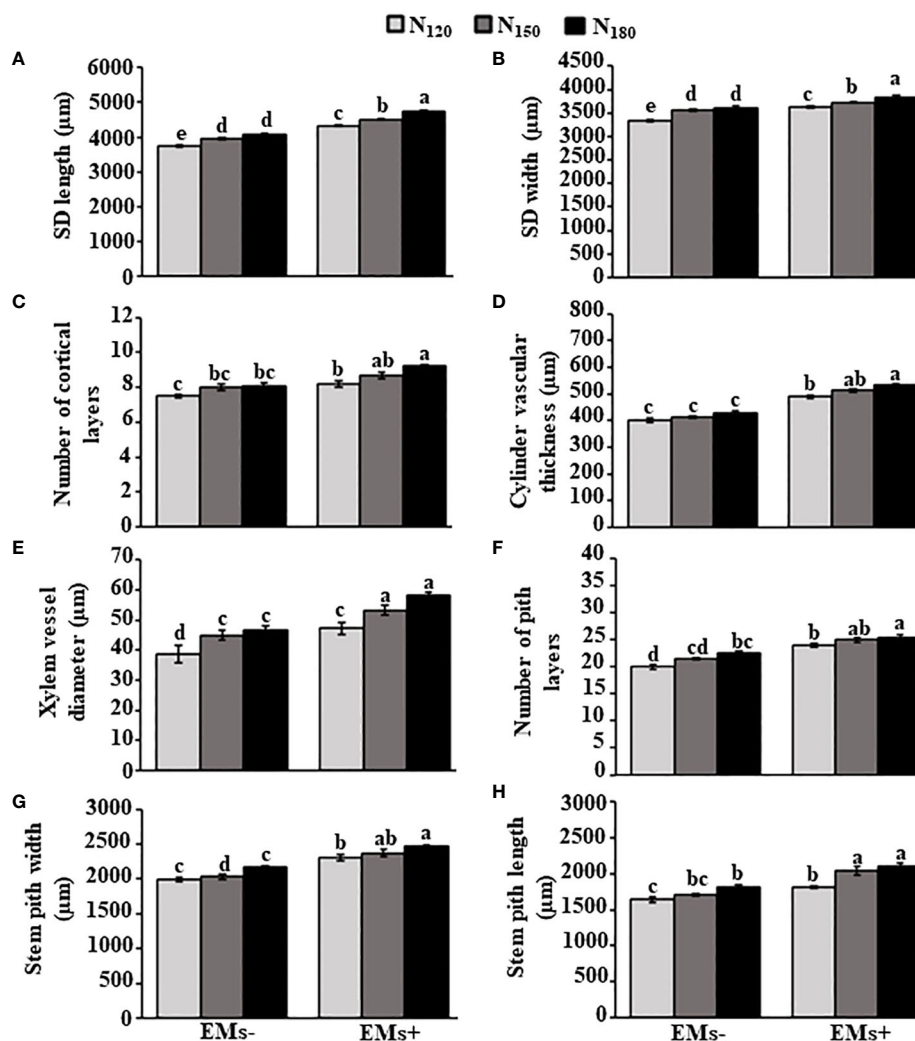 N120 N150 N180
A
SD length (µm)
6000
5000
4000
3000
2000
1000
0
e d d c b a
B
SD width (µm)
4500
4000
3500
3000
2500
2000
1500
1000
500
0
e d d c b a
C
Number of cortical
layers
12
10
8
6
4
2
0
c bc bc b ab a
D
Cylinder vascular
thickness (µm)
800
700
600
500
400
300
200
100
0
c c c b ab a
E
Xylem vessel
diameter (µm)
70
60
50
40
30
20
10
0
d c c c a a
F
Number of pith
layers
40
35
30
25
20
15
10
5
0
d cd bc b ab a
G
Stem pith width
(µm)
3000
2500
2000
1500
1000
500
0
c d c b ab a
EMs- EMs+
H
Stem pith length
(µm)
3000
2500
2000
1500
1000
500
0
c bc b b a a
EMs- EMs+